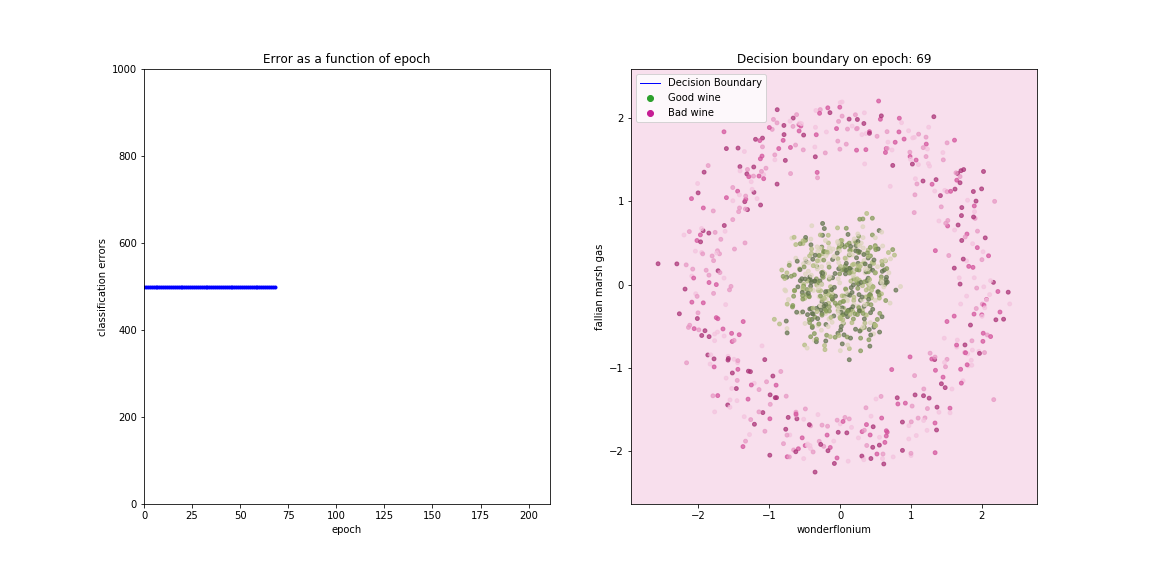 Error as a function of epoch
1000
800
600
400
200
0
classification errors
0 25 50 75 100 125 150 175 200
epoch
Decision boundary on epoch: 69
Decision Boundary
Good wine
Bad wine
2
1
0
−1
−2
fallian marsh gas
−2 −1 0 1 2
wonderflonium